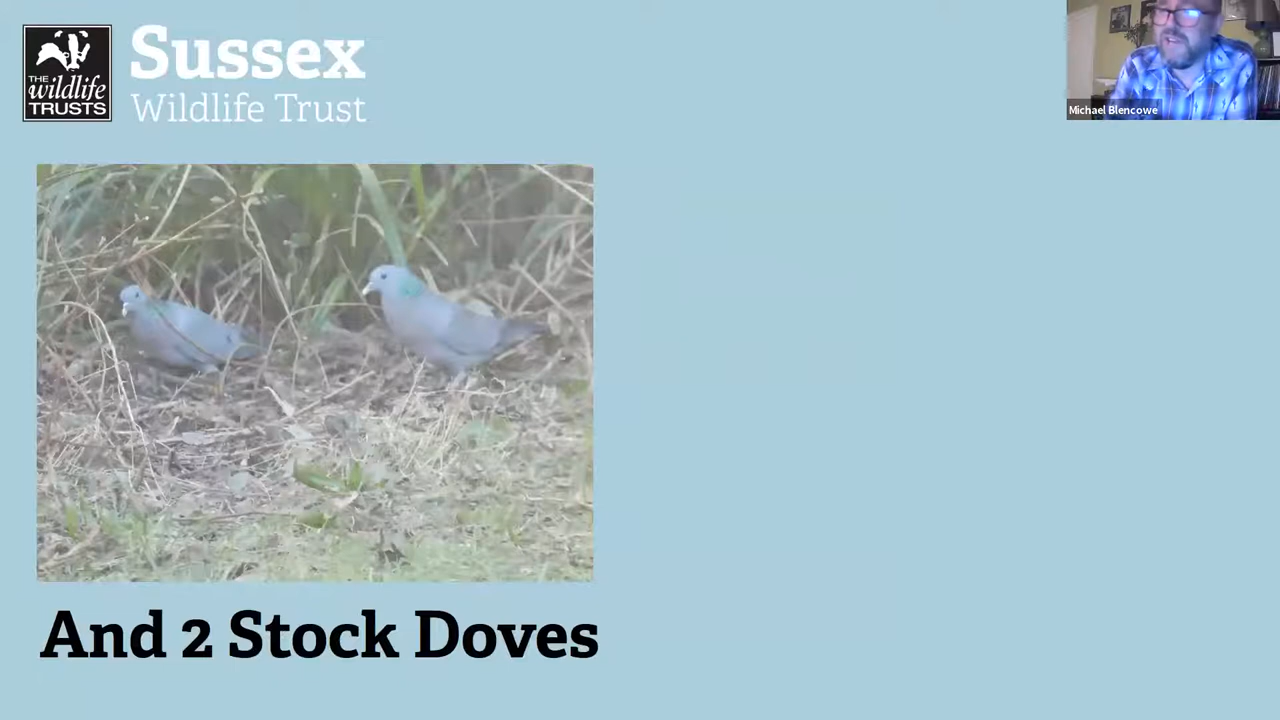 THE
wildlife
TRUSTS
Sussex
Wildlife Trust
Michael Blencowe
And 2 Stock Doves